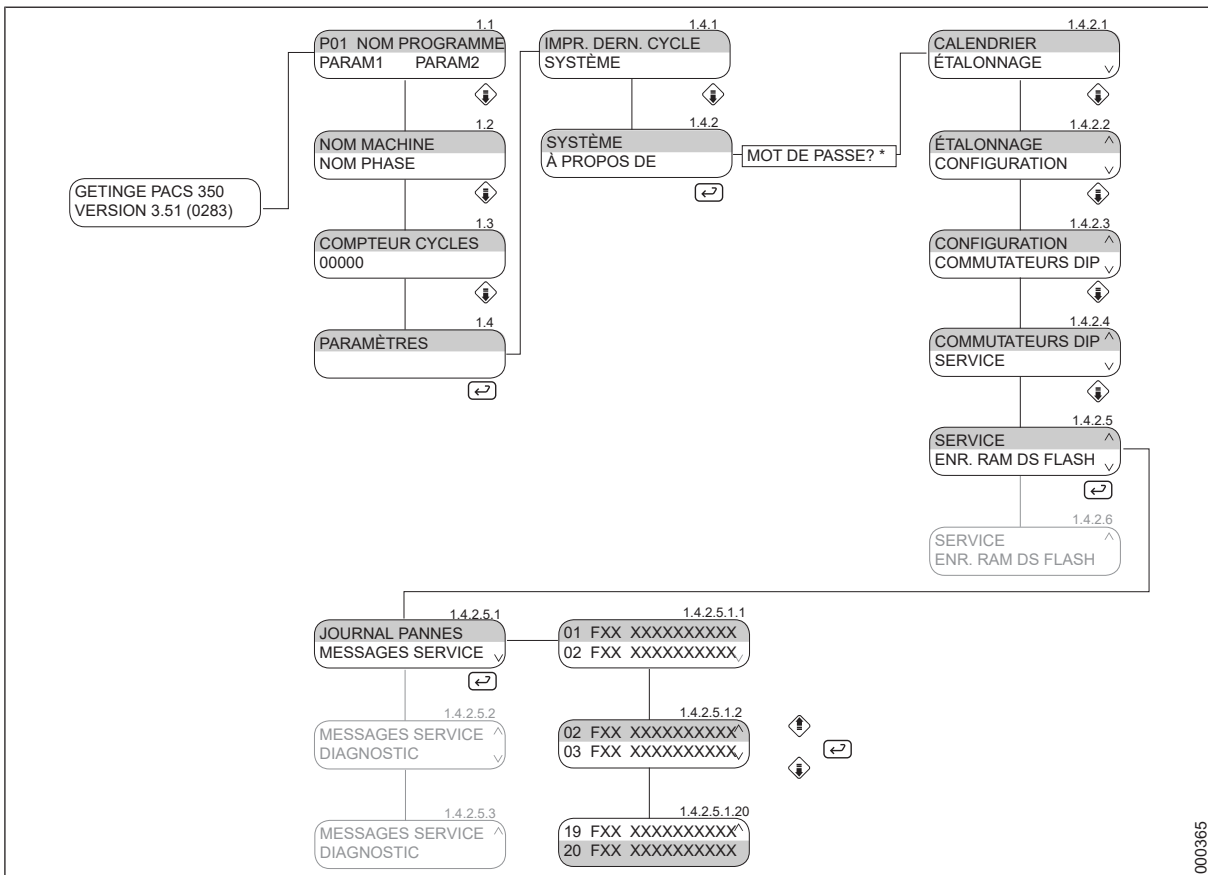 GETINGE PACS 350
VERSION 3.51 (0283)
1.1
P01 NOM PROGRAMME
PARAM1 PARAM2
1.2
NOM MACHINE
NOM PHASE
1.3
COMPTEUR CYCLES
00000
1.4
PARAMÈTRES
1.4.1
IMPR. DERN. CYCLE
SYSTÈME
1.4.2
SYSTÈME
À PROPOS DE
MOT DE PASSE? *
1.4.2.1
CALENDRIER
ÉTALONNAGE
1.4.2.2
ÉTALONNAGE
CONFIGURATION
1.4.2.3
CONFIGURATION
COMMUTATEURS DIP
1.4.2.4
COMMUTATEURS DIP
SERVICE
1.4.2.5
SERVICE
ENR. RAM DS FLASH
1.4.2.6
SERVICE
ENR. RAM DS FLASH
1.4.2.5.1
JOURNAL PANNES
MESSAGES SERVICE
1.4.2.5.2
MESSAGES SERVICE
DIAGNOSTIC
1.4.2.5.3
MESSAGES SERVICE
DIAGNOSTIC
1.4.2.5.1.1
01 FXX XXXXXXXXXX
02 FXX XXXXXXXXXX
1.4.2.5.1.2
02 FXX XXXXXXXXXX
03 FXX XXXXXXXXXX
1.4.2.5.1.20
19 FXX XXXXXXXXXX
20 FXX XXXXXXXXXX
000365